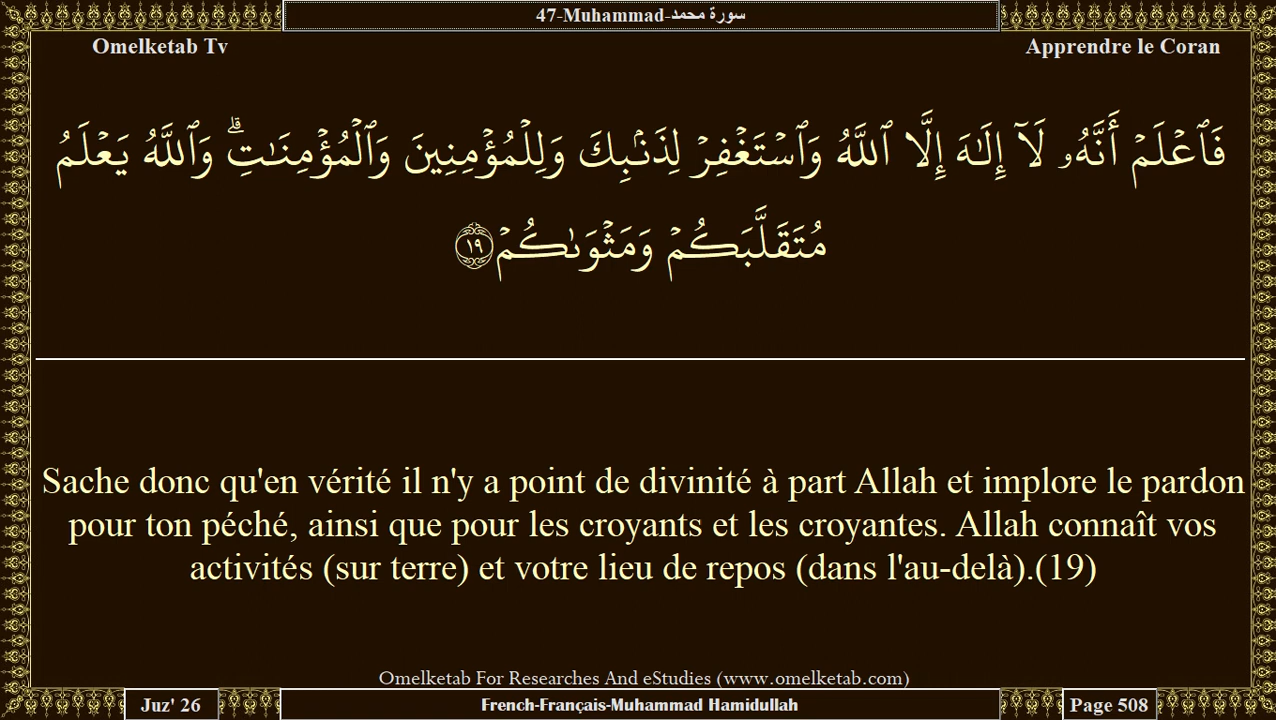 47-Muhammad-سورة محمد
Omelketab Tv
Apprendre le Coran
فَٱعۡلَمۡ أَنَّهُۥ لَآ إِلَٰهَ إِلَّا ٱللَّهُ وَٱسۡتَغۡفِرۡ لِذَنۢبِكَ وَلِلۡمُؤۡمِنِينَ وَٱلۡمُؤۡمِنَٰتِۗ وَٱللَّهُ يَعۡلَمُ
مُتَقَلَّبَكُمۡ وَمَثۡوَىٰكُمۡ ١٩
Sache donc qu'en vérité il n'y a point de divinité à part Allah et implore le pardon
pour ton péché, ainsi que pour les croyants et les croyantes. Allah connaît vos
activités (sur terre) et votre lieu de repos (dans l'au-delà).(19)
Omelketab For Researches And eStudies (www.omelketab.com)
Juz' 26
French-Français-Muhammad Hamidullah
Page 508